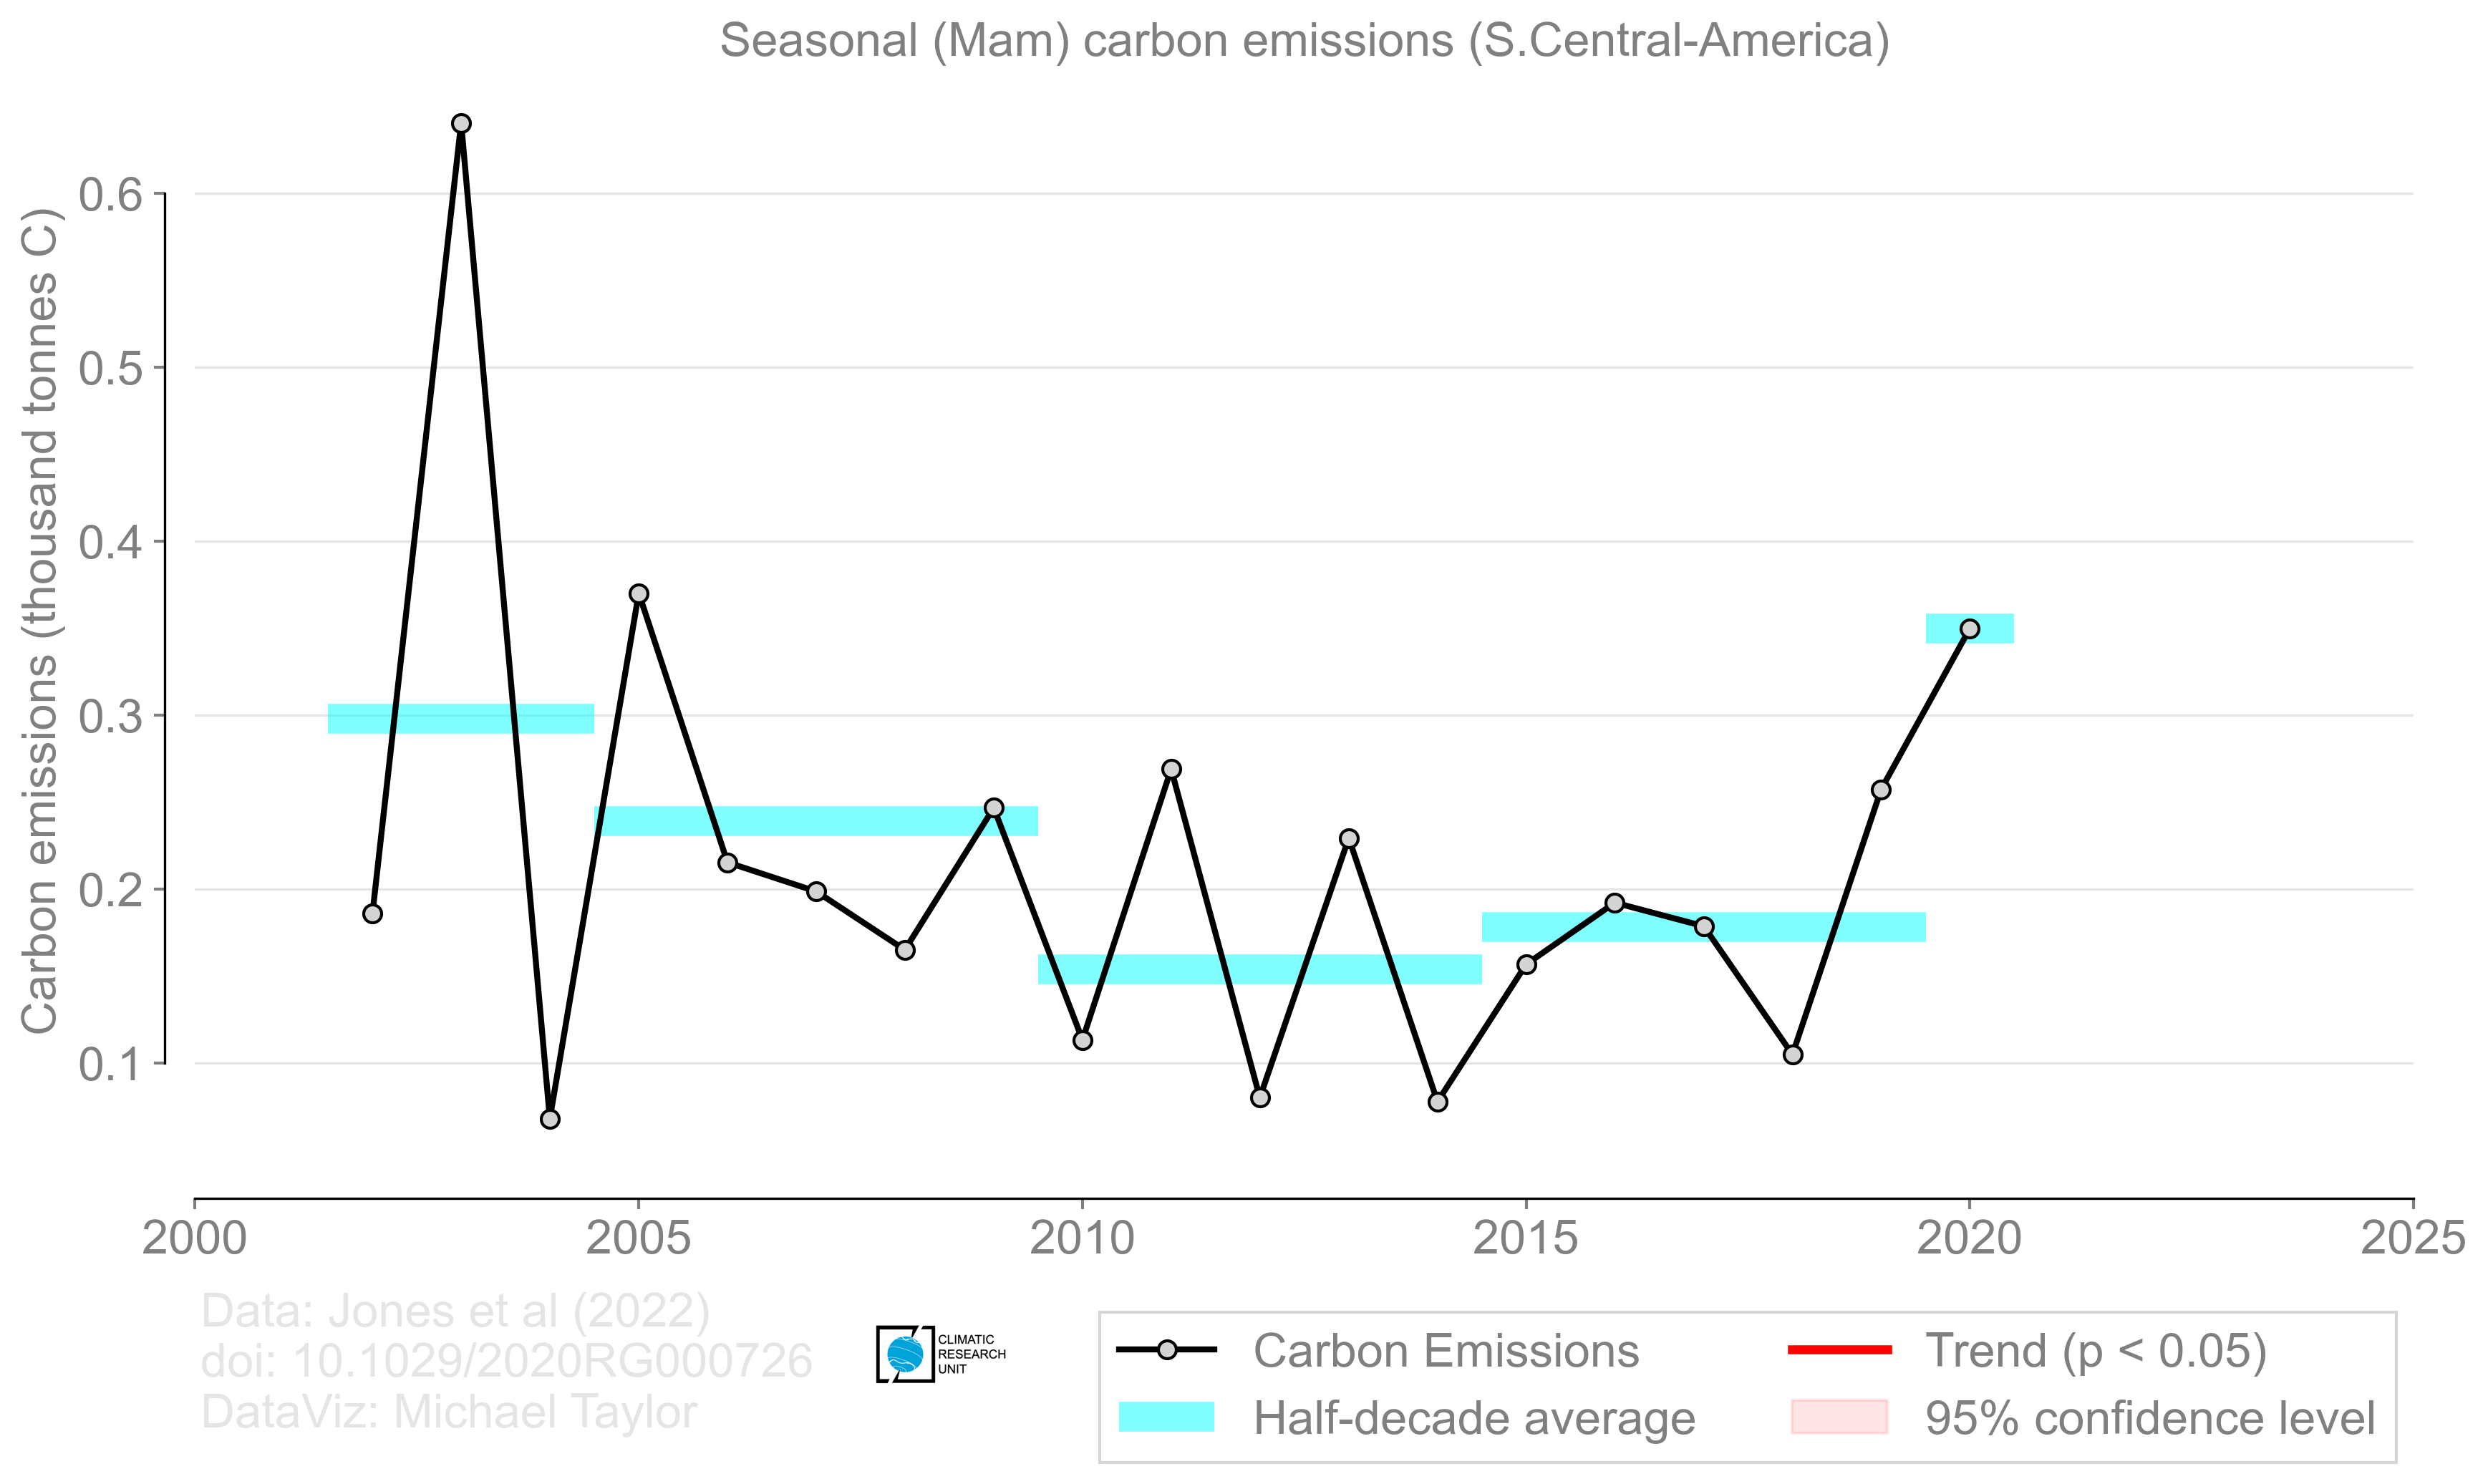 Seasonal (Mam) carbon emissions (S.Central-America)
Carbon emissions (thousand tonnes C)
0.6
0.5
0.4
0.3
0.2
0.1
2000 2005 2010 2015 2020 2025
Data: Jones et al (2022)
doi: 10.1029/2020RG000726
DataViz: Michael Taylor
CLIMATIC
RESEARCH
UNIT
Carbon Emissions
Half-decade average
Trend (p < 0.05)
95% confidence level